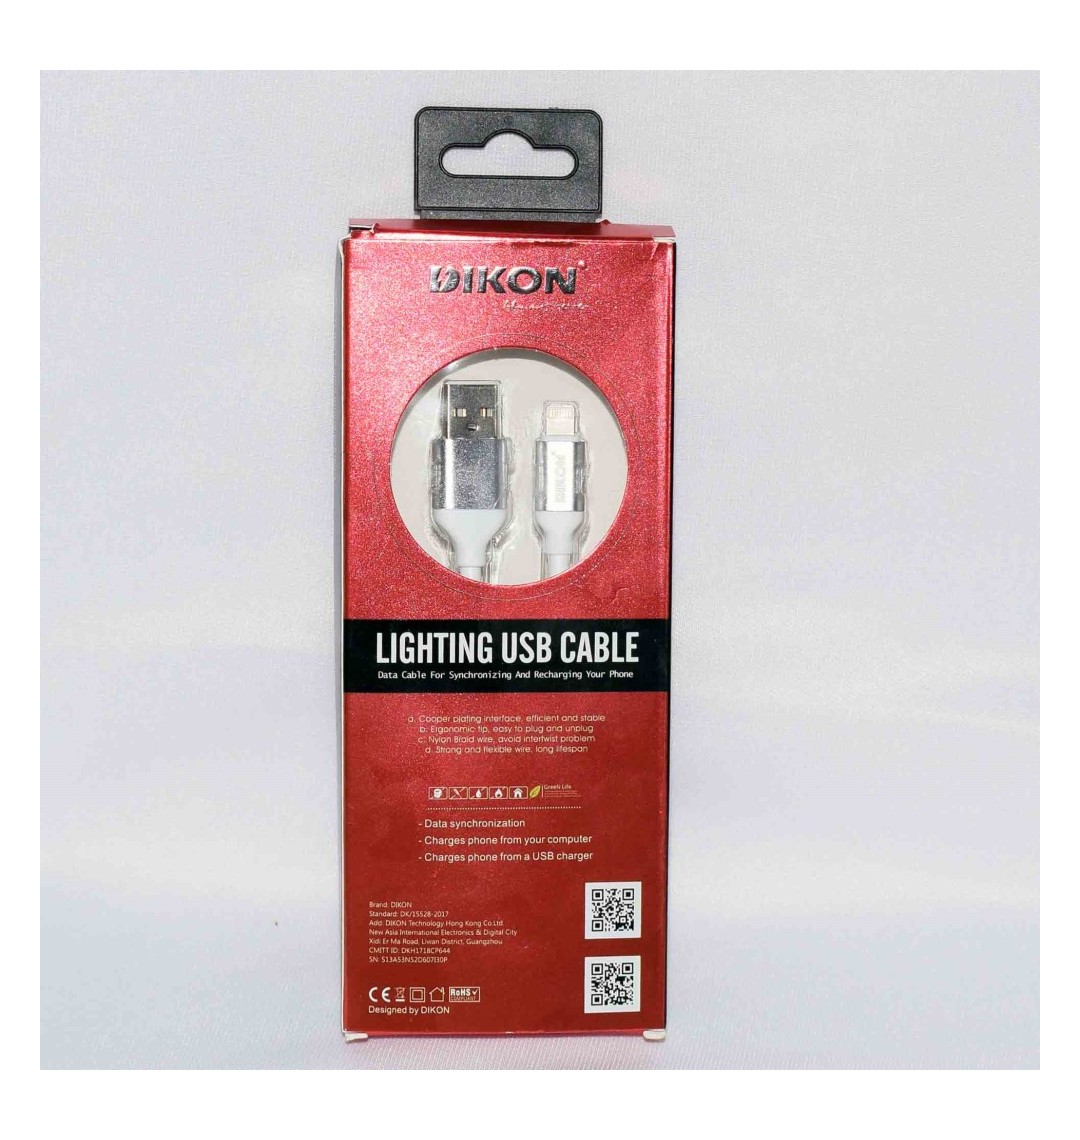 DIKON
DIKON
LIGHTING USB CABLE
Data Cable For Synchronizing And Recharging Your Phone
a. Cooper plating interface, efficient and stable
b: Ergonomic tip, easy to plug and unplug
c: Nylon Braid wire, avoid intertwist problem
d. Strong and flexible wire, long lifespan
GreeN Life
- Data synchronization
- Charges phone from your computer
- Charges phone from a USB charger
Brand: DIKON
Standard: DK/15528-2017
Add: DIKON Technology Hong Kong Co.Ltd
New Asia International Electronics & Digital City
Xidi Er Ma Road, Liwan District, Guangzhou
CMITT ID: DKH1718CP644
SN: S13A53N52D607I30P
CE RoHS
COMPLIANT
Designed by DIKON